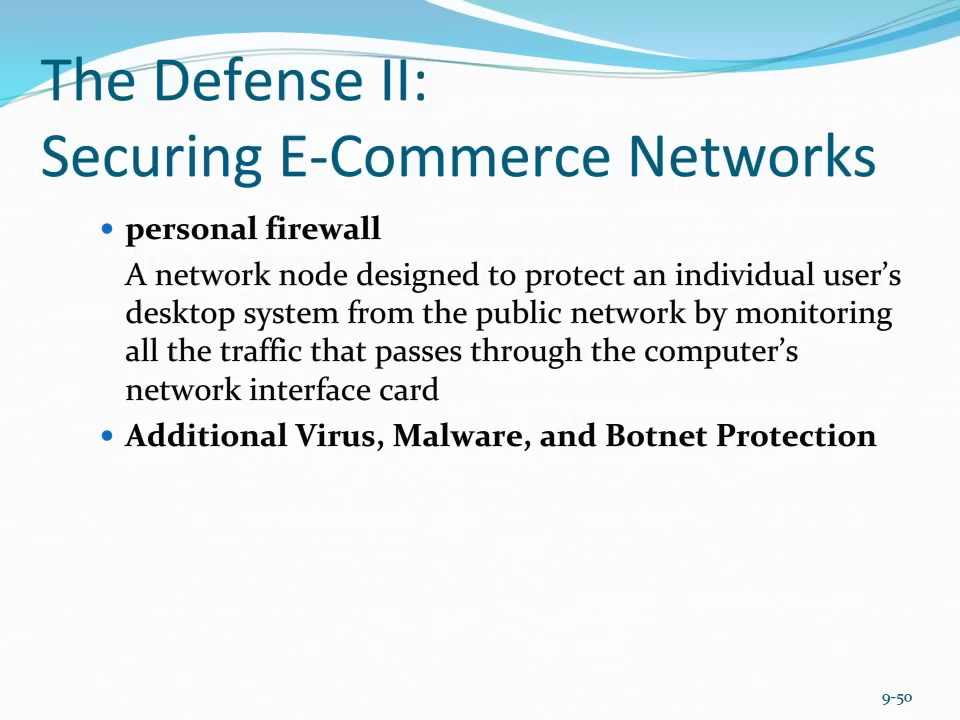 The Defense II:
Securing E-Commerce Networks
• personal firewall
A network node designed to protect an individual user’s
desktop system from the public network by monitoring
all the traffic that passes through the computer’s
network interface card
• Additional Virus, Malware, and Botnet Protection
9-50